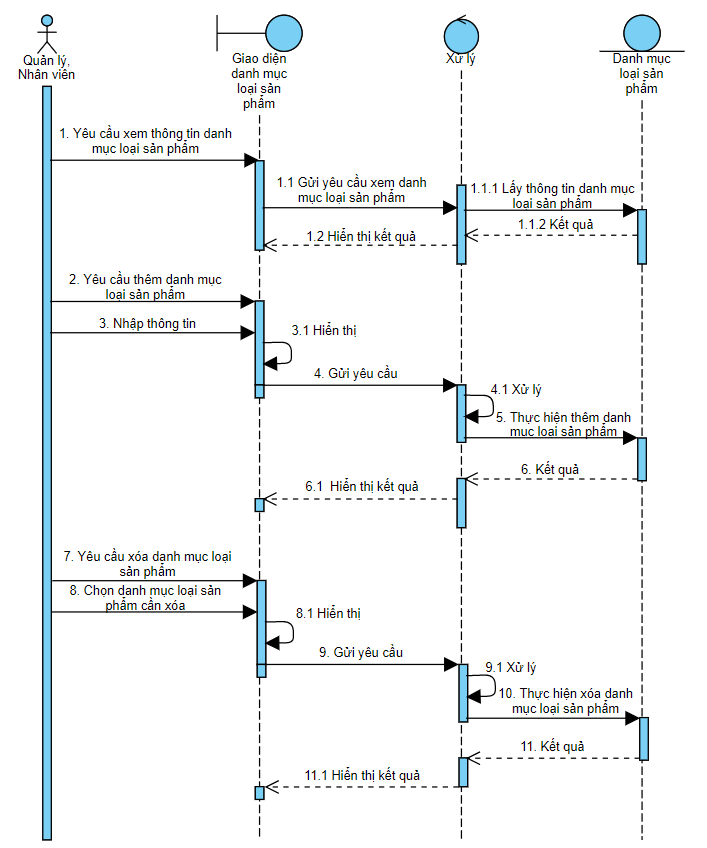 Quản lý,
Nhân viên
Giao diện
danh mục
loại sản
phẩm
Xử lý
Danh mục
loại sản
phẩm
1. Yêu cầu xem thông tin danh
mục loại sản phẩm
1.1 Gửi yêu cầu xem danh
mục loại sản phẩm
1.1.1 Lấy thông tin danh mục
loại sản phẩm
1.1.2 Kết quả
1.2 Hiển thị kết quả
2. Yêu cầu thêm danh mục
loại sản phẩm
3. Nhập thông tin
3.1 Hiển thị
4. Gửi yêu cầu
4.1 Xử lý
5. Thực hiện thêm danh
mục loại sản phẩm
6. Kết quả
6.1 Hiển thị kết quả
7. Yêu cầu xóa danh mục loại
sản phẩm
8. Chọn danh mục loại sản
phẩm cần xóa
8.1 Hiển thị
9. Gửi yêu cầu
9.1 Xử lý
10. Thực hiện xóa danh
mục loại sản phẩm
11. Kết quả
11.1 Hiển thị kết quả